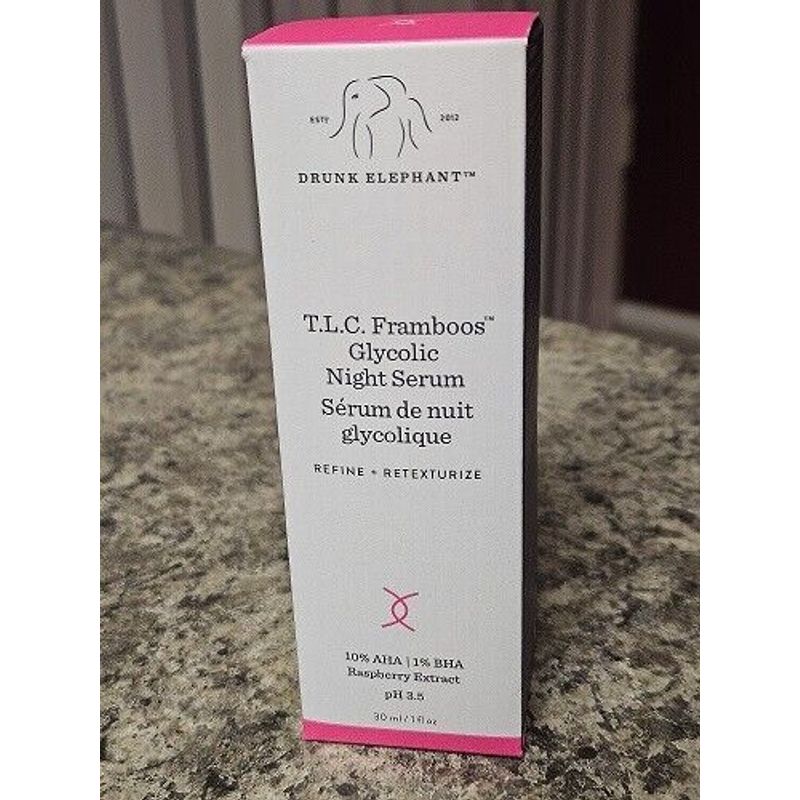 ESTD 2012
DRUNK ELEPHANT™
T.L.C. Framboos™
Glycolic
Night Serum
Sérum de nuit
glycolique
REFINE + RETEXTURIZE
10% AHA | 1% BHA
Raspberry Extract
pH 3.5
30 ml / 1 fl oz